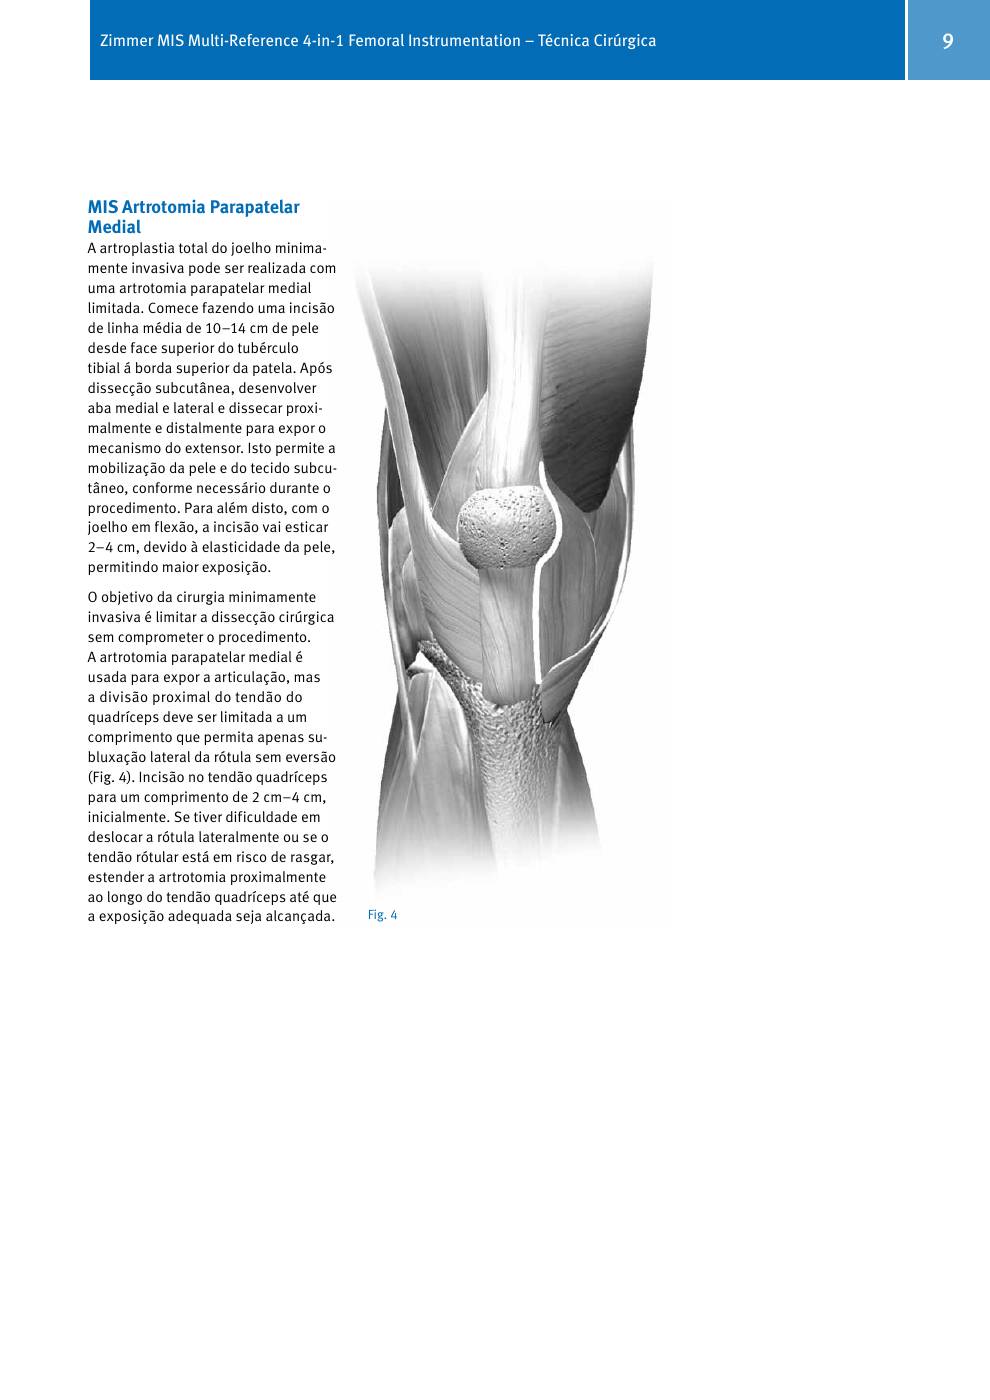 Zimmer MIS Multi-Reference 4-in-1 Femoral Instrumentation – Técnica Cirúrgica
9
MIS Artrotomia Parapatelar
Medial
A artroplastia total do joelho minima-
mente invasiva pode ser realizada com
uma artrotomia parapatelar medial
limitada. Comece fazendo uma incisão
de linha média de 10–14 cm de pele
desde face superior do tubérculo
tibial á borda superior da patela. Após
dissecção subcutânea, desenvolver
aba medial e lateral e dissecar proxi-
malmente e distalmente para expor o
mecanismo do extensor. Isto permite a
mobilização da pele e do tecido subcu-
tâneo, conforme necessário durante o
procedimento. Para além disto, com o
joelho em flexão, a incisão vai esticar
2–4 cm, devido à elasticidade da pele,
permitindo maior exposição.
O objetivo da cirurgia minimamente
invasiva é limitar a dissecção cirúrgica
sem comprometer o procedimento.
A artrotomia parapatelar medial é
usada para expor a articulação, mas
a divisão proximal do tendão do
quadríceps deve ser limitada a um
comprimento que permita apenas su-
bluxação lateral da rótula sem eversão
(Fig. 4). Incisão no tendão quadríceps
para um comprimento de 2 cm–4 cm,
inicialmente. Se tiver dificuldade em
deslocar a rótula lateralmente ou se o
tendão rótular está em risco de rasgar,
estender a artrotomia proximalmente
ao longo do tendão quadríceps até que
a exposição adequada seja alcançada.
Fig. 4